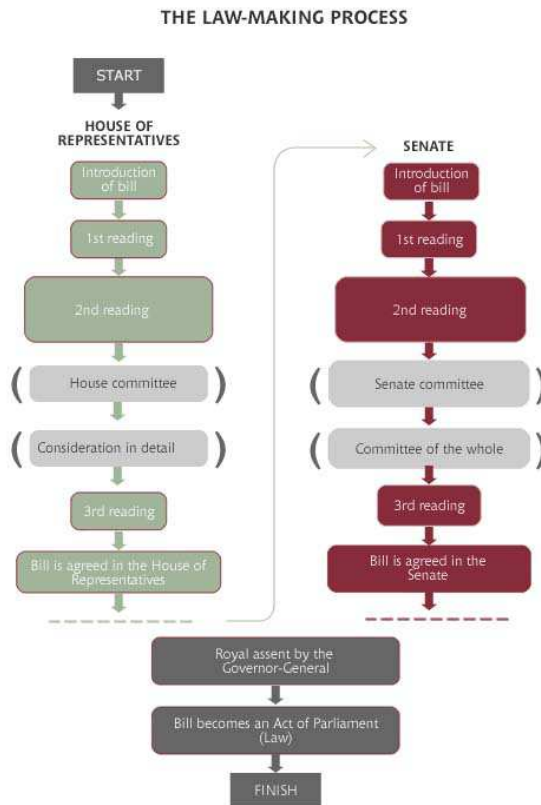 THE LAW-MAKING PROCESS
START
HOUSE OF
REPRESENTATIVES
Introduction
of bill
1st reading
2nd reading
( House committee )
( Consideration in detail )
3rd reading
Bill is agreed in the House of
Representatives
SENATE
Introduction
of bill
1st reading
2nd reading
( Senate committee )
( Committee of the whole )
3rd reading
Bill is agreed in the
Senate
Royal assent by the
Governor-General
Bill becomes an Act of Parliament
(Law)
FINISH